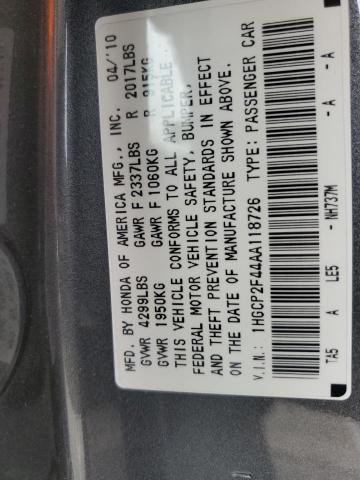 MFD. BY HONDA OF AMERICA MFG., INC. 04/'10
GVWR 4299LBS GAWR F 2337LBS R 2017LBS
GVWR 1950KG GAWR F 1060KG R 915KG
THIS VEHICLE CONFORMS TO ALL APPLICABLE
FEDERAL MOTOR VEHICLE SAFETY, BUMPER,
AND THEFT PREVENTION STANDARDS IN EFFECT
ON THE DATE OF MANUFACTURE SHOWN ABOVE.
V.I.N.: 1HGCP2F44AA118726 TYPE: PASSENGER CAR
TA5 A LE5 - NH737M - A - A